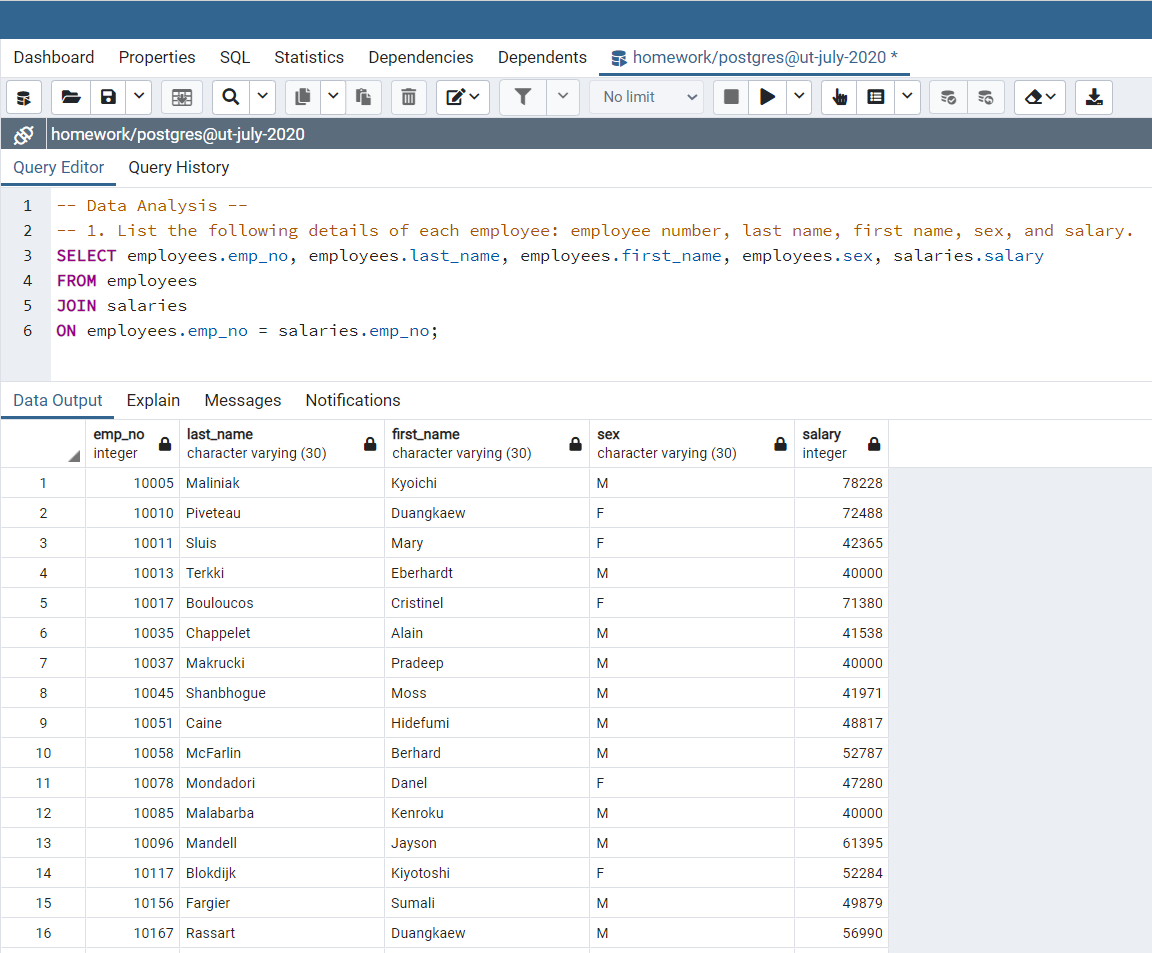 Dashboard Properties SQL Statistics Dependencies Dependents homework/postgres@ut-july-2020 *
No limit
homework/postgres@ut-july-2020
Query Editor Query History
1 -- Data Analysis --
2 -- 1. List the following details of each employee: employee number, last name, first name, sex, and salary.
3 SELECT employees.emp_no, employees.last_name, employees.first_name, employees.sex, salaries.salary
4 FROM employees
5 JOIN salaries
6 ON employees.emp_no = salaries.emp_no;
Data Output Explain Messages Notifications
emp_no last_name first_name sex salary
integer character varying (30) character varying (30) character varying (30) integer
1 10005 Maliniak Kyoichi M 78228
2 10010 Piveteau Duangkaew F 72488
3 10011 Sluis Mary F 42365
4 10013 Terkki Eberhardt M 40000
5 10017 Bouloucos Cristinel F 71380
6 10035 Chappelet Alain M 41538
7 10037 Makrucki Pradeep M 40000
8 10045 Shanbhogue Moss M 41971
9 10051 Caine Hidefumi M 48817
10 10058 McFarlin Berhard M 52787
11 10078 Mondadori Danel F 47280
12 10085 Malabarba Kenroku M 40000
13 10096 Mandell Jayson M 61395
14 10117 Blokdijk Kiyotoshi F 52284
15 10156 Fargier Sumali M 49879
16 10167 Rassart Duangkaew M 56990